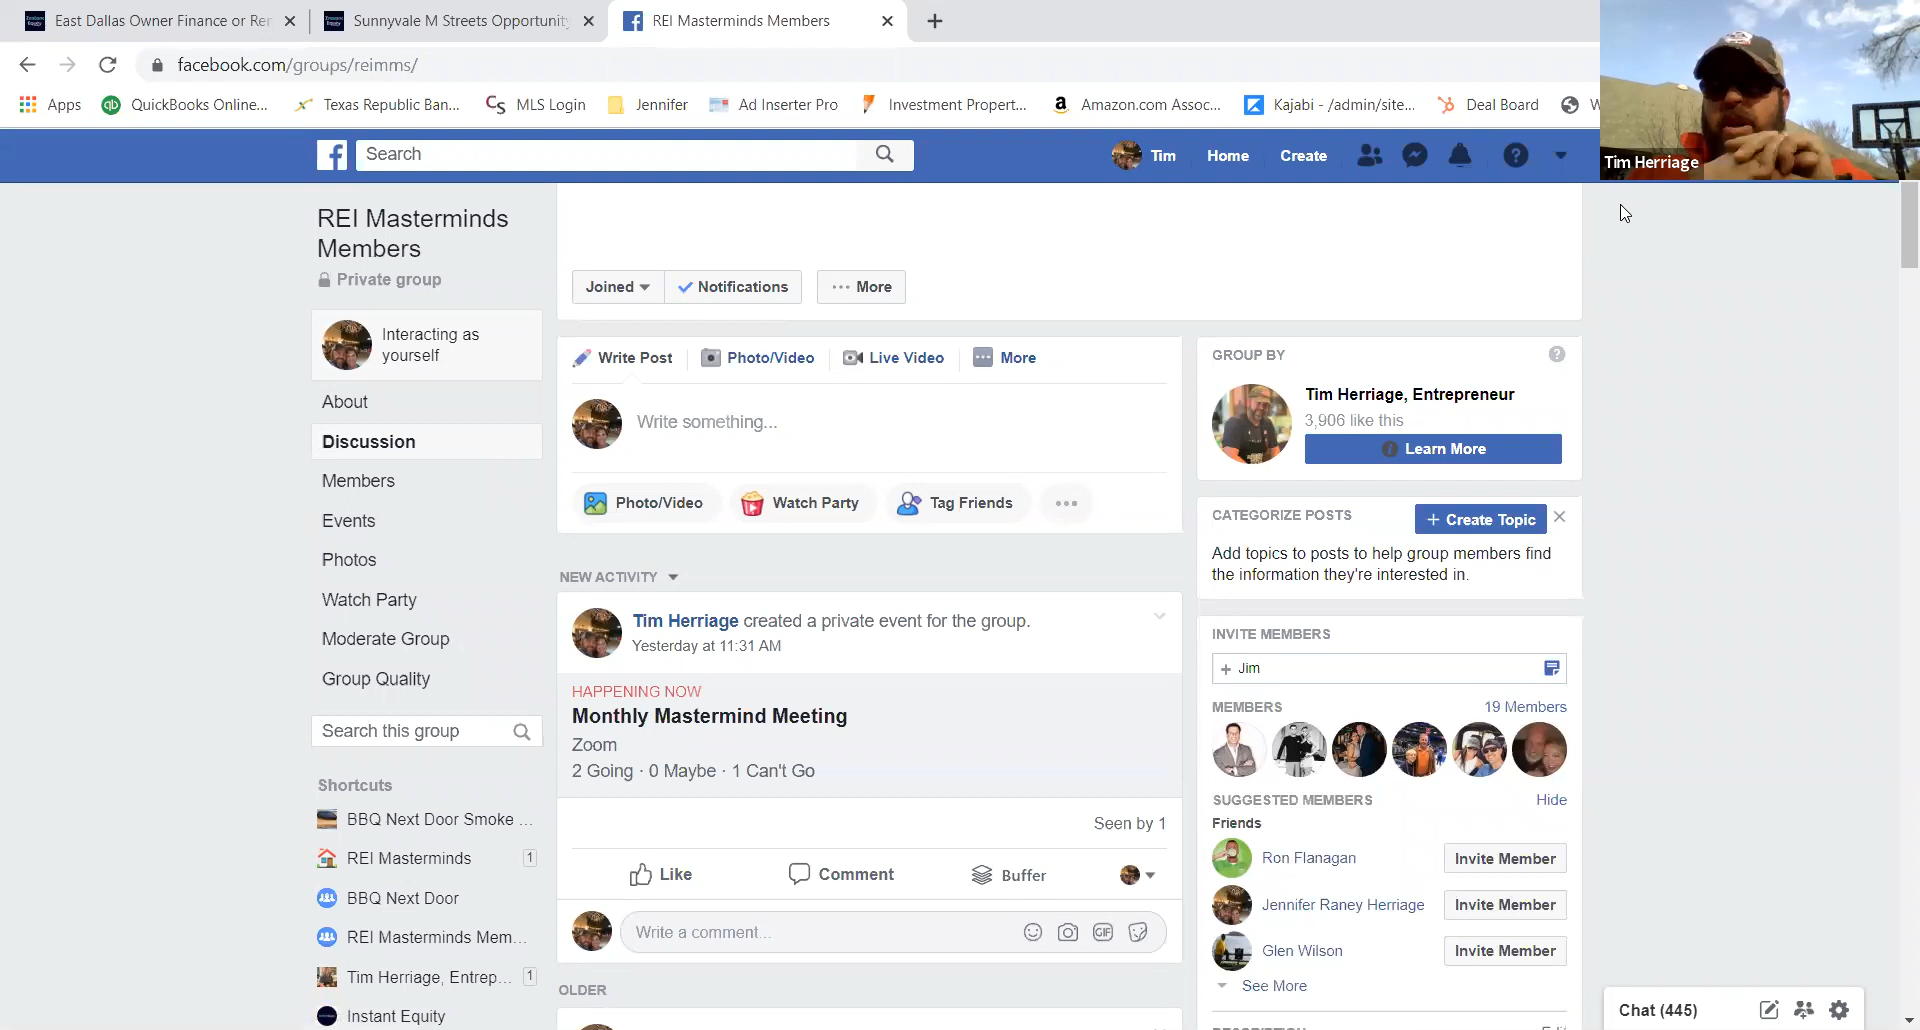 East Dallas Owner Finance or Ren
Sunnyvale M Streets Opportunity
REI Masterminds Members
facebook.com/groups/reimms/
Apps
QuickBooks Online...
Texas Republic Ban...
MLS Login
Jennifer
Ad Inserter Pro
Investment Propert...
Amazon.com Assoc...
Kajabi - /admin/site...
Deal Board
W
Search
Tim
Home
Create
Tim Herriage
REI Masterminds
Members
Private group
Interacting as
yourself
About
Discussion
Members
Events
Photos
Watch Party
Moderate Group
Group Quality
Search this group
Shortcuts
BBQ Next Door Smoke ...
REI Masterminds 1
BBQ Next Door
REI Masterminds Mem...
Tim Herriage, Entrep... 1
Instant Equity
Joined
Notifications
More
Write Post
Photo/Video
Live Video
More
Write something...
Photo/Video
Watch Party
Tag Friends
NEW ACTIVITY
Tim Herriage created a private event for the group.
Yesterday at 11:31 AM
HAPPENING NOW
Monthly Mastermind Meeting
Zoom
2 Going · 0 Maybe · 1 Can't Go
Seen by 1
Like
Comment
Buffer
Write a comment...
GIF
OLDER
GROUP BY
Tim Herriage, Entrepreneur
3,906 like this
Learn More
CATEGORIZE POSTS
+ Create Topic
Add topics to posts to help group members find
the information they're interested in.
INVITE MEMBERS
+ Jim
MEMBERS
19 Members
SUGGESTED MEMBERS
Hide
Friends
Ron Flanagan
Invite Member
Jennifer Raney Herriage
Invite Member
Glen Wilson
Invite Member
See More
Chat (445)